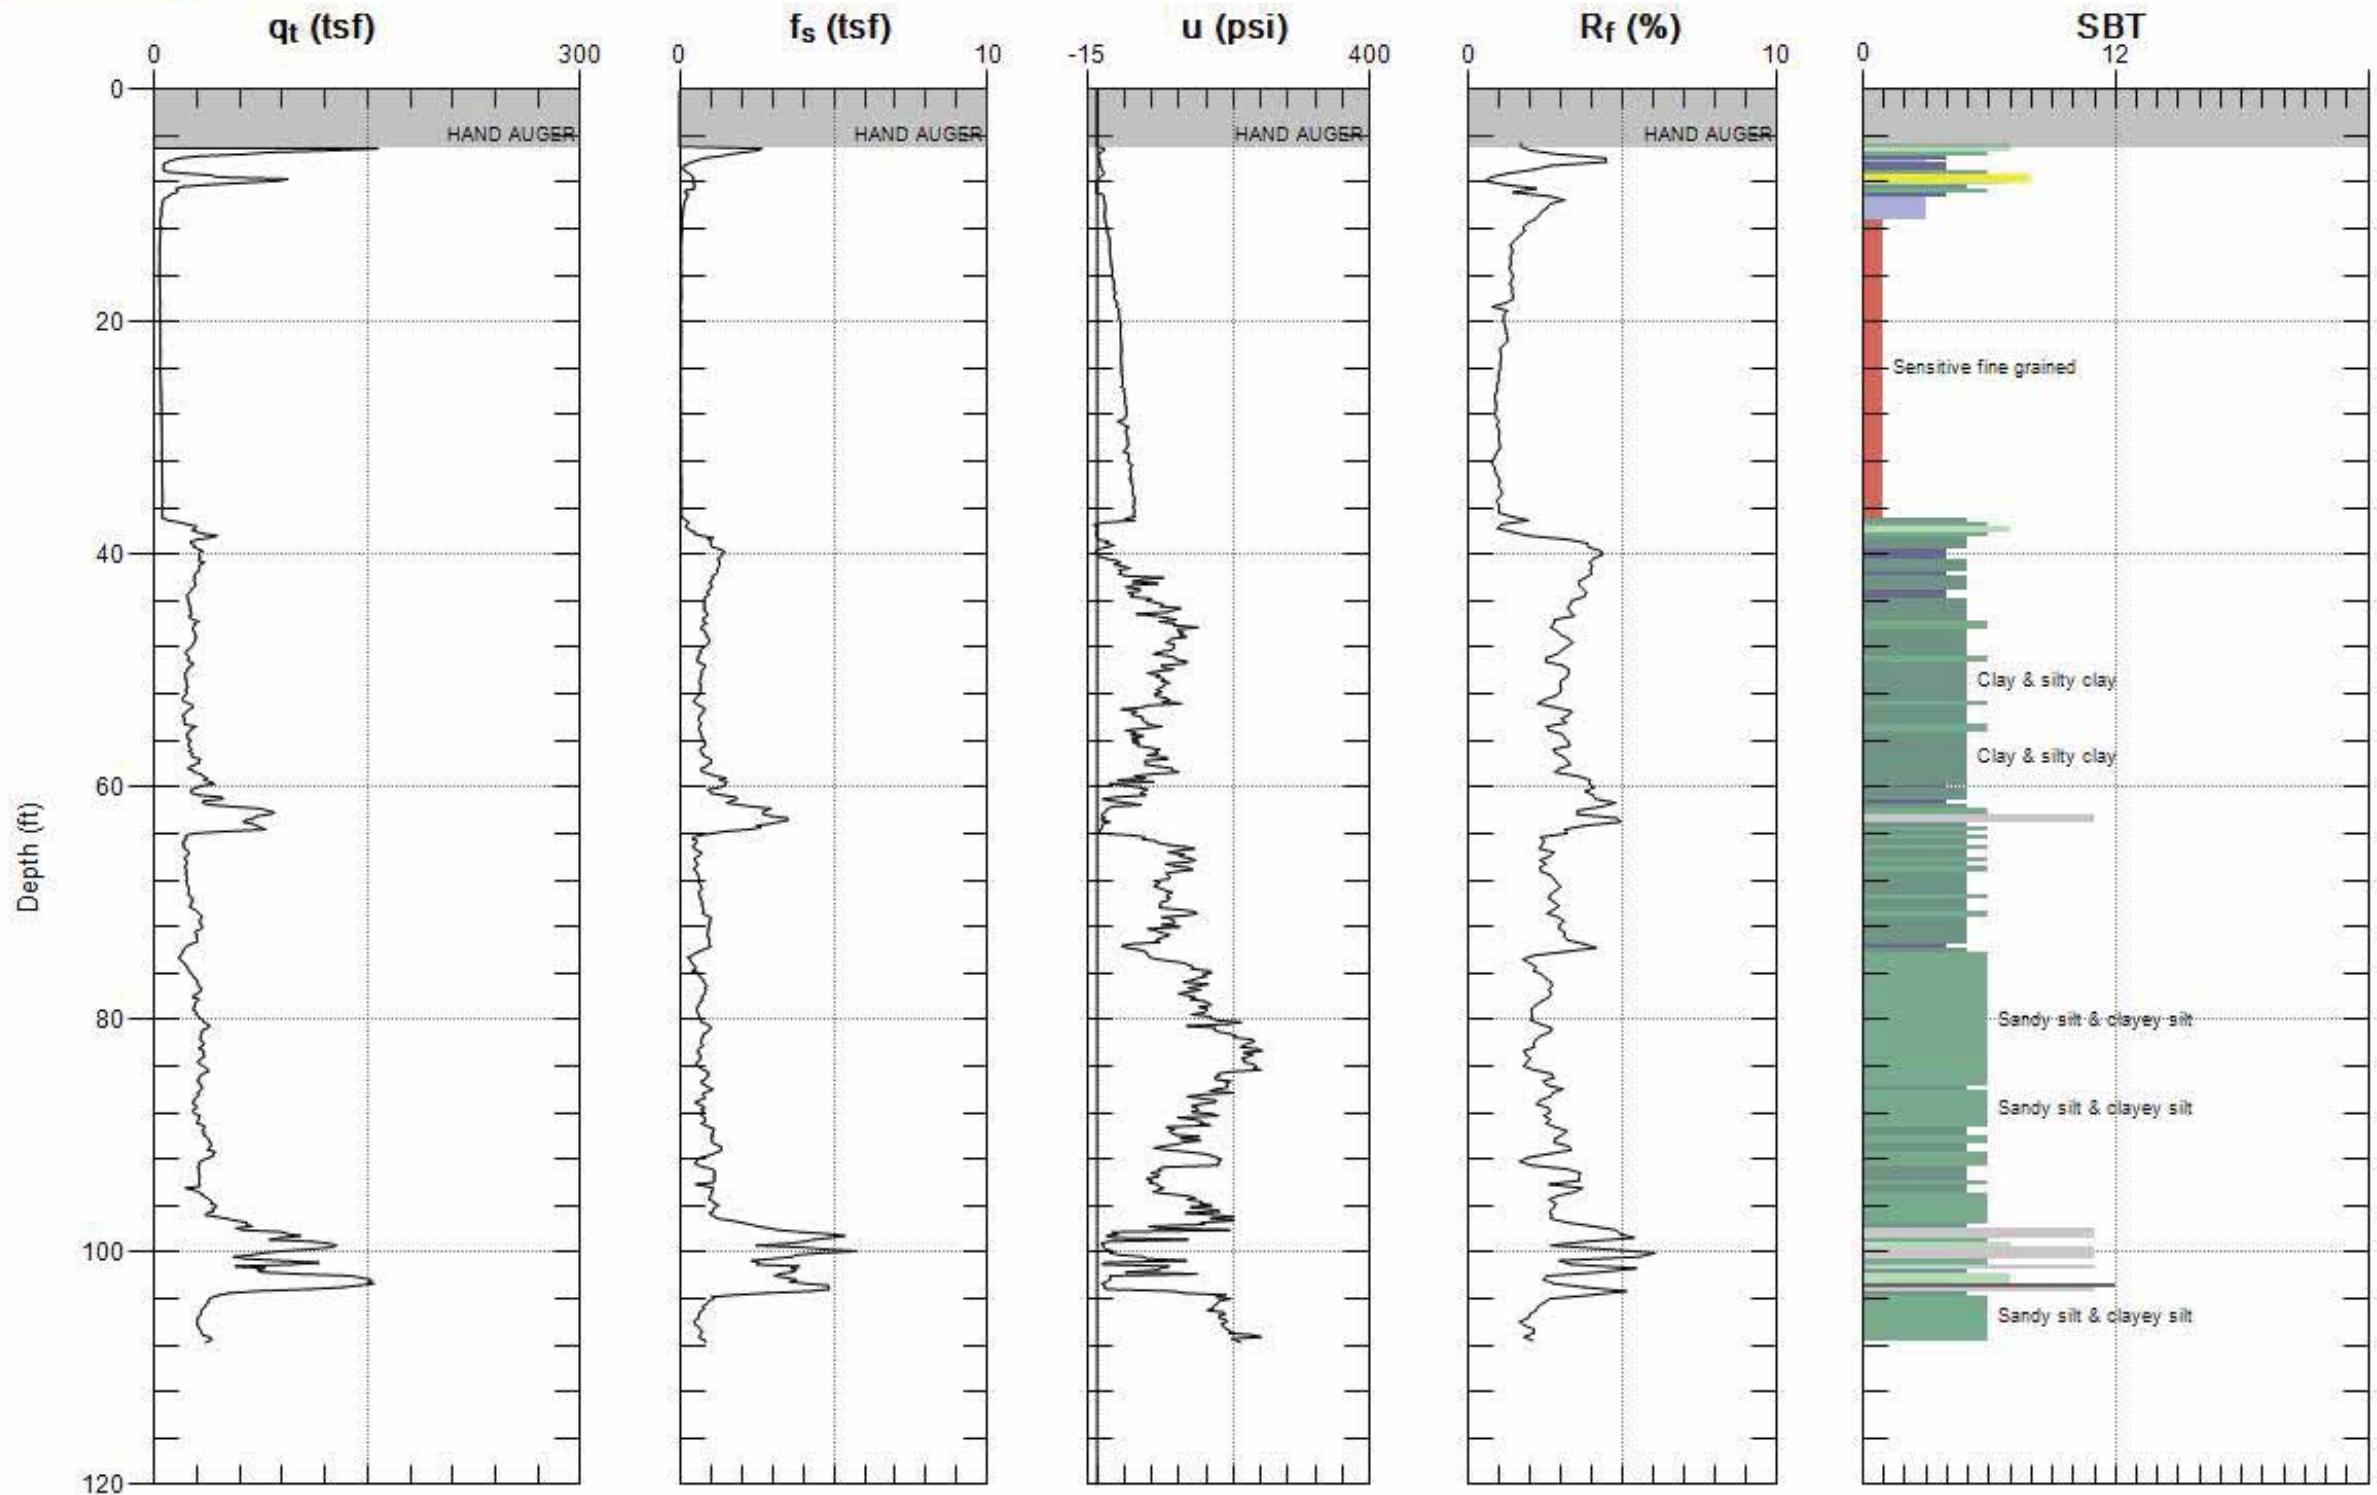 qt (tsf) fs (tsf) u (psi) Rf (%) SBT
0 300 0 10 -15 400 0 10 0 12
0
HAND AUGER HAND AUGER HAND AUGER HAND AUGER
20
Sensitive fine grained
40
Clay & silty clay
Clay & silty clay
60
Depth (ft)
80 Sandy silt & clayey silt
Sandy silt & clayey silt
100
Sandy silt & clayey silt
120